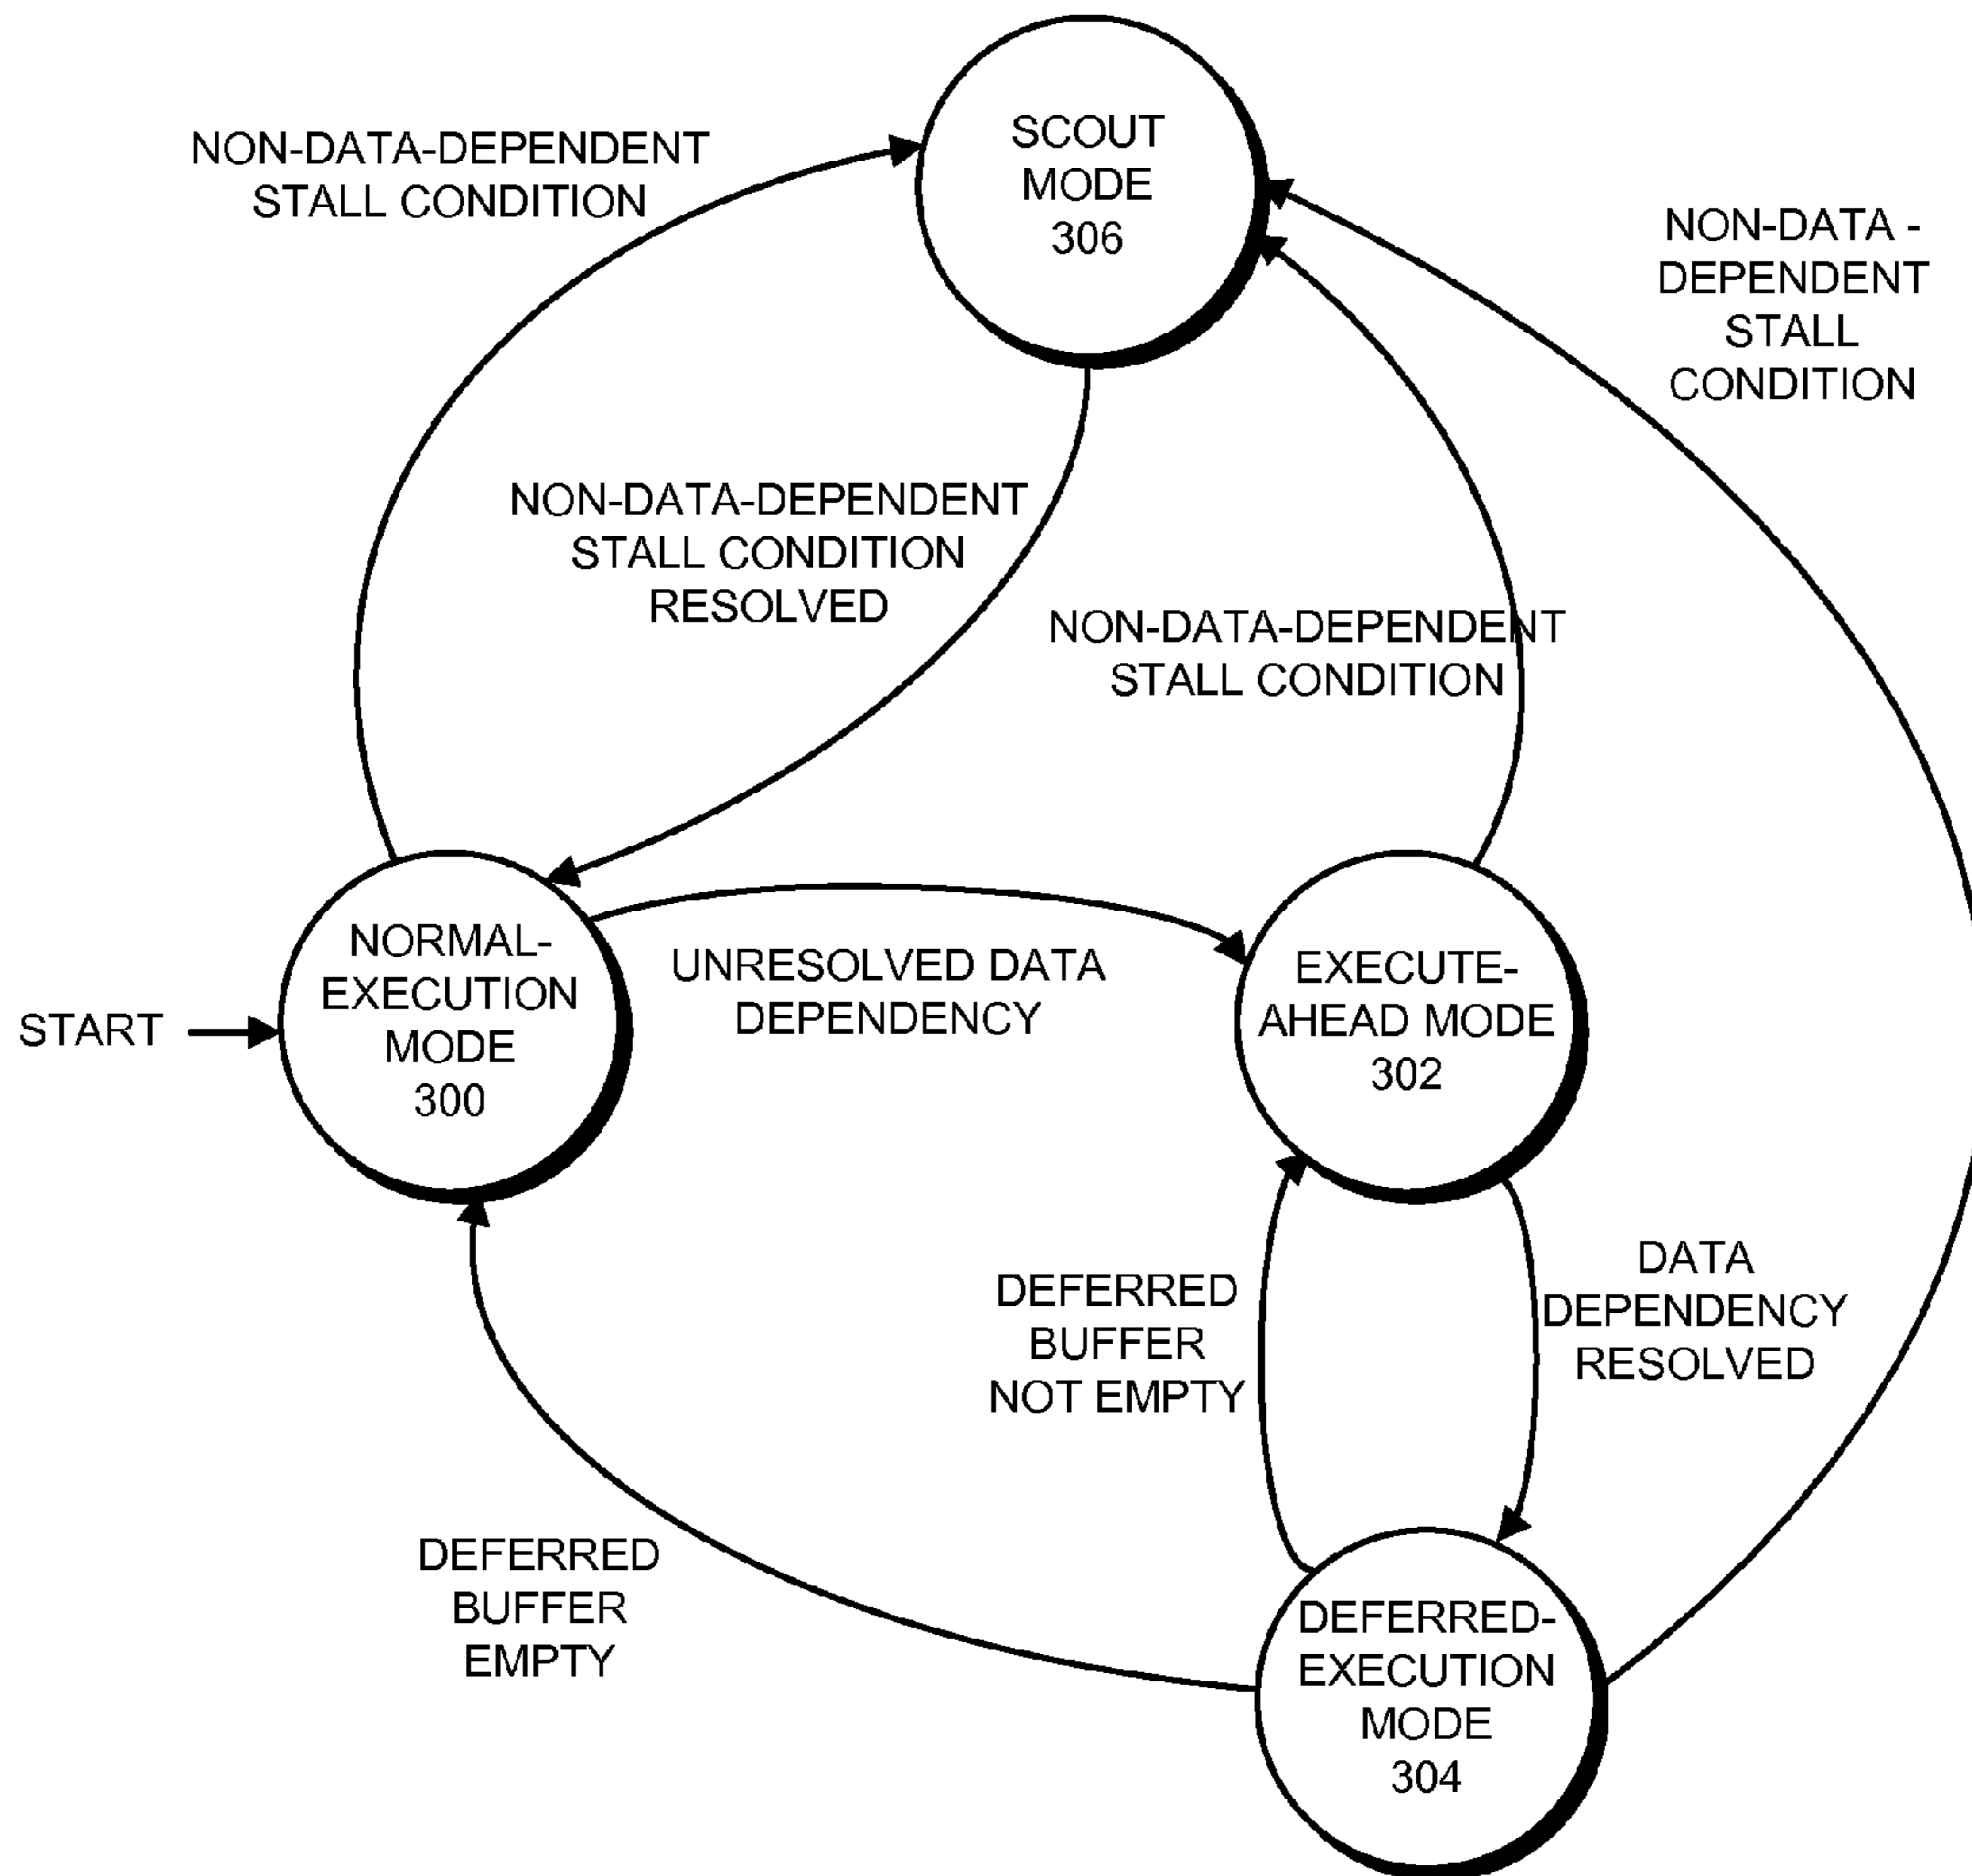 SCOUT
MODE
306
NON-DATA-DEPENDENT
STALL CONDITION
NON-DATA -
DEPENDENT
STALL
CONDITION
NON-DATA-DEPENDENT
STALL CONDITION
RESOLVED
NON-DATA-DEPENDENT
STALL CONDITION
START
NORMAL-
EXECUTION
MODE
300
UNRESOLVED DATA
DEPENDENCY
EXECUTE-
AHEAD MODE
302
DEFERRED
BUFFER
NOT EMPTY
DATA
DEPENDENCY
RESOLVED
DEFERRED
BUFFER
EMPTY
DEFERRED-
EXECUTION
MODE
304